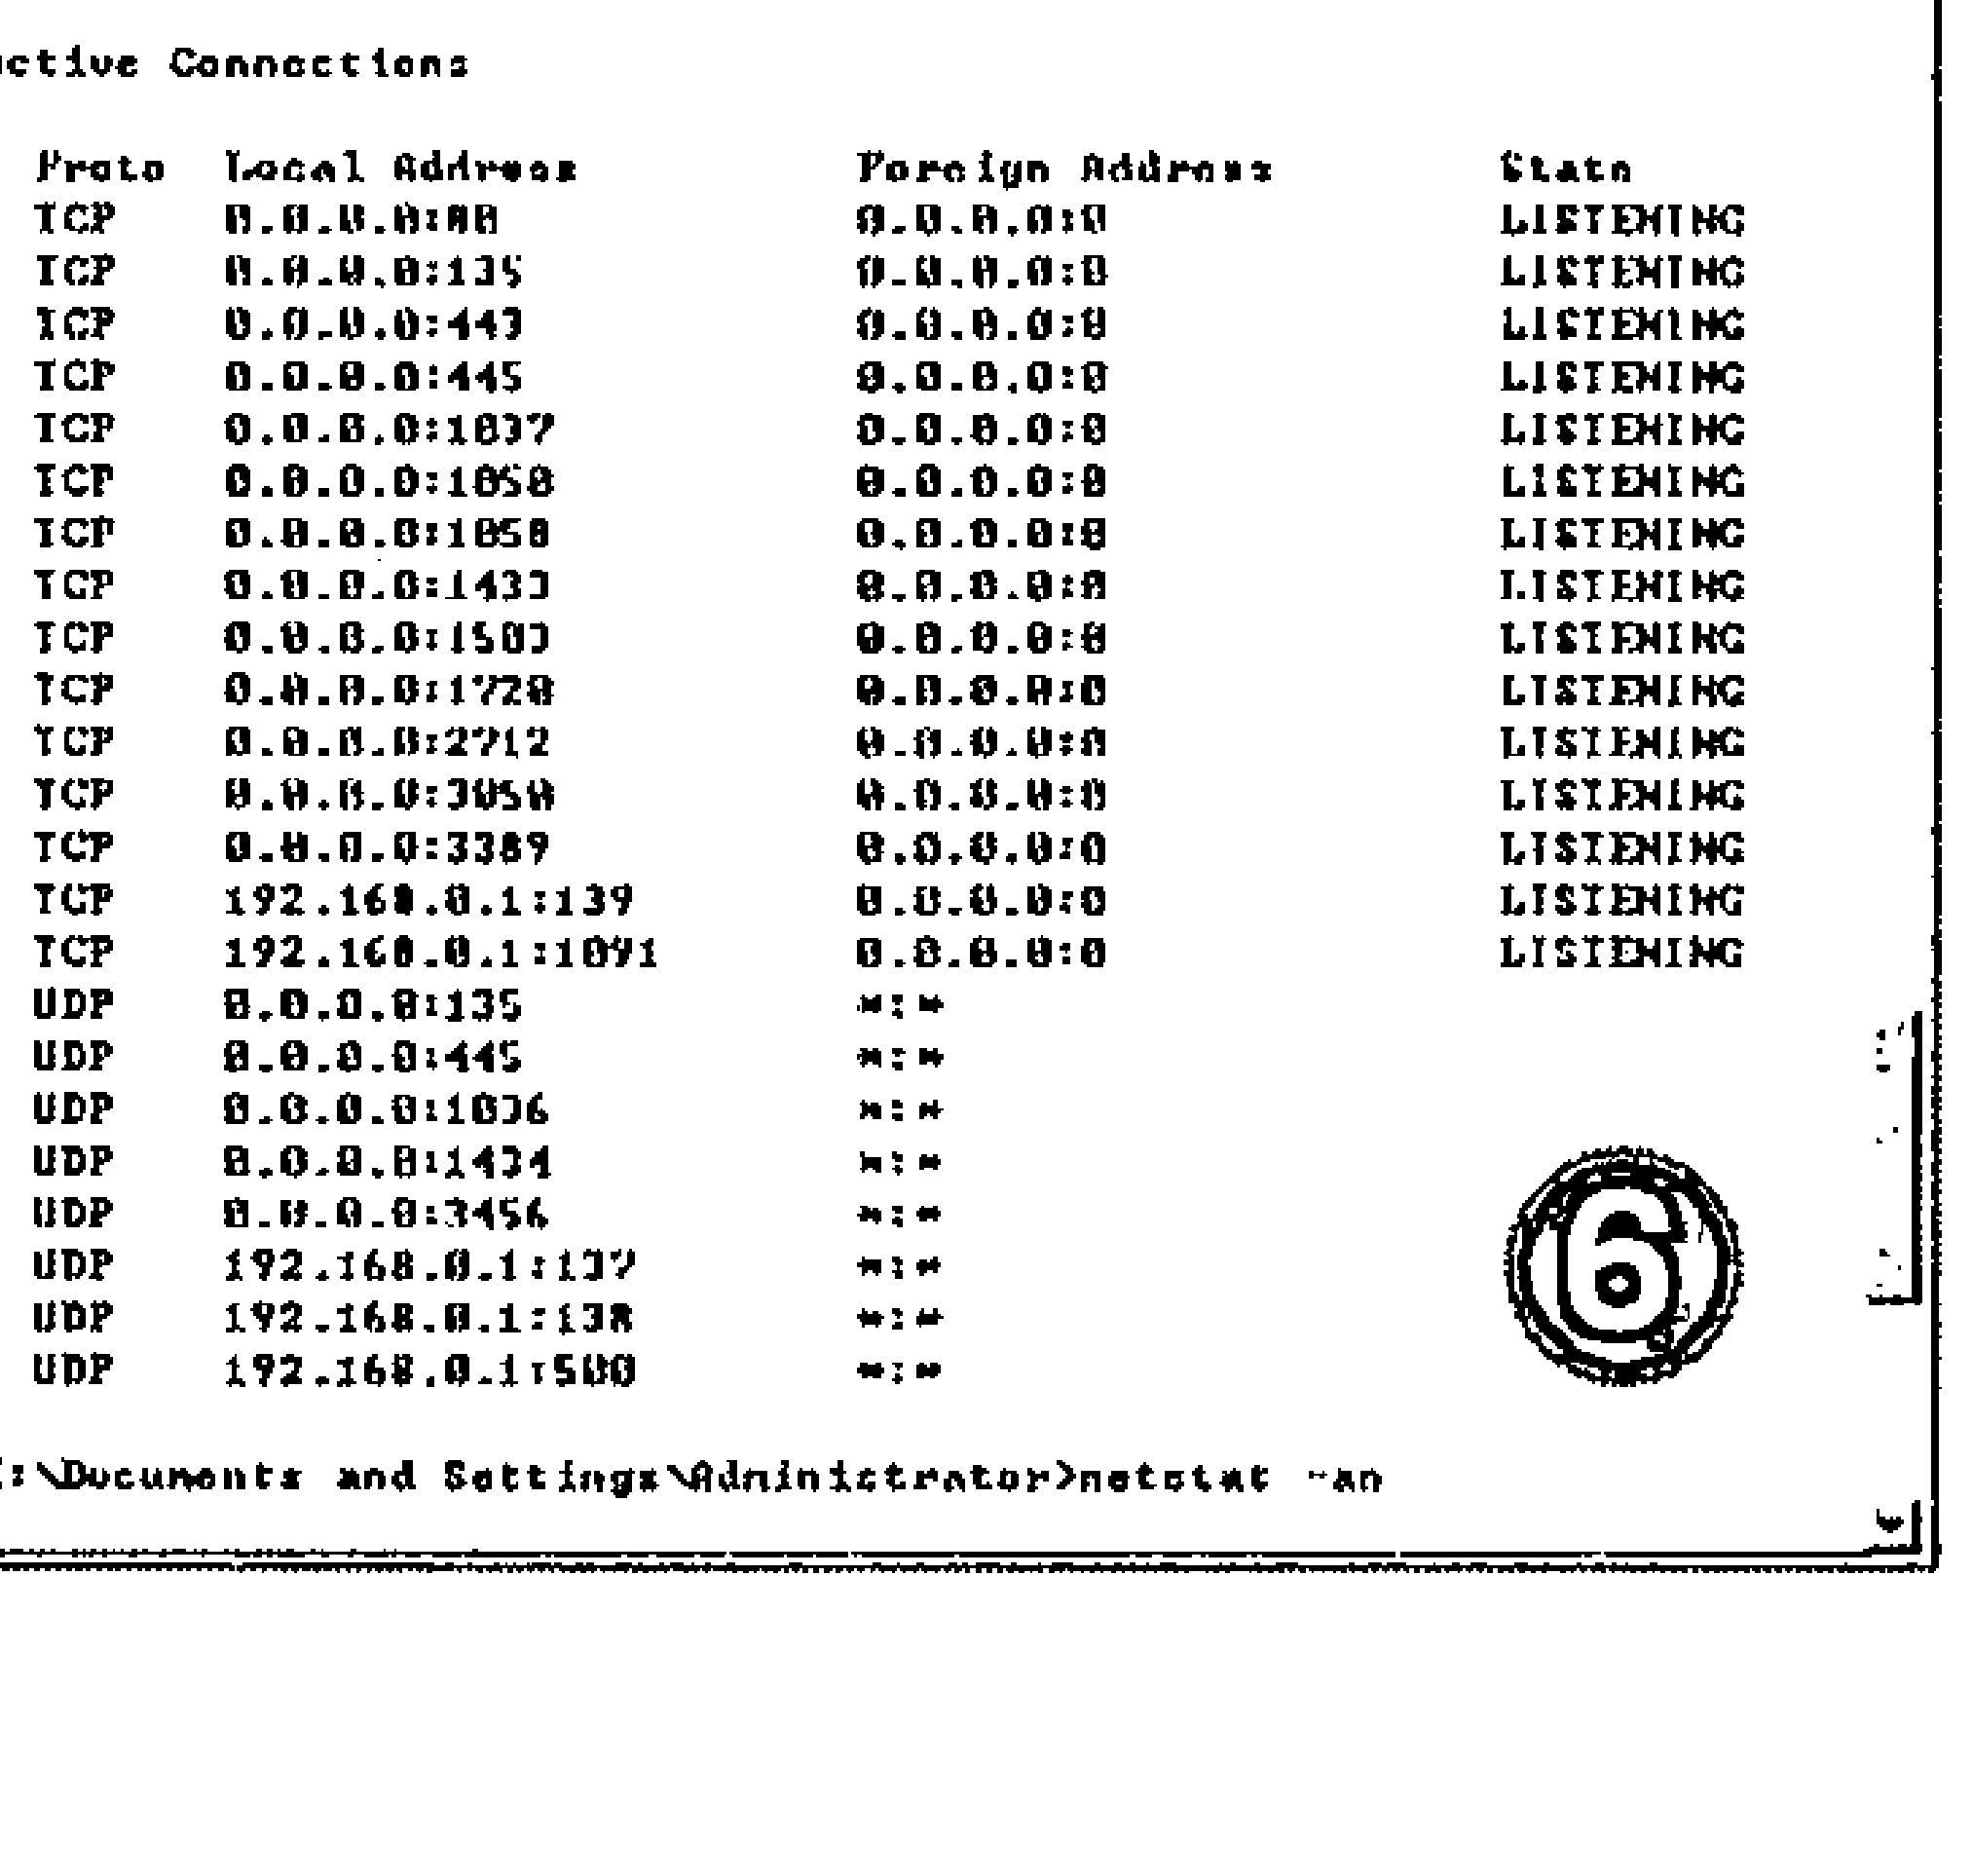 ctive Connections
Proto Local Address Foreign Address State
TCP 0.0.0.0:80 0.0.0.0:0 LISTENING
TCP 0.0.0.0:135 0.0.0.0:0 LISTENING
TCP 0.0.0.0:443 0.0.0.0:0 LISTENING
TCP 0.0.0.0:445 0.0.0.0:0 LISTENING
TCP 0.0.0.0:1037 0.0.0.0:0 LISTENING
TCP 0.0.0.0:1050 0.0.0.0:0 LISTENING
TCP 0.0.0.0:1058 0.0.0.0:0 LISTENING
TCP 0.0.0.0:1433 0.0.0.0:0 LISTENING
TCP 0.0.0.0:1503 0.0.0.0:0 LISTENING
TCP 0.0.0.0:1720 0.0.0.0:0 LISTENING
TCP 0.0.0.0:2712 0.0.0.0:0 LISTENING
TCP 0.0.0.0:3050 0.0.0.0:0 LISTENING
TCP 0.0.0.0:3389 0.0.0.0:0 LISTENING
TCP 192.168.0.1:139 0.0.0.0:0 LISTENING
TCP 192.168.0.1:1091 0.0.0.0:0 LISTENING
UDP 0.0.0.0:135 *:*
UDP 0.0.0.0:445 *:*
UDP 0.0.0.0:1036 *:*
UDP 0.0.0.0:1434 *:*
UDP 0.0.0.0:3456 *:*
UDP 192.168.0.1:137 *:*
UDP 192.168.0.1:138 *:*
UDP 192.168.0.1:500 *:*
6
:\Documents and Settings\Administrator>netstat -an